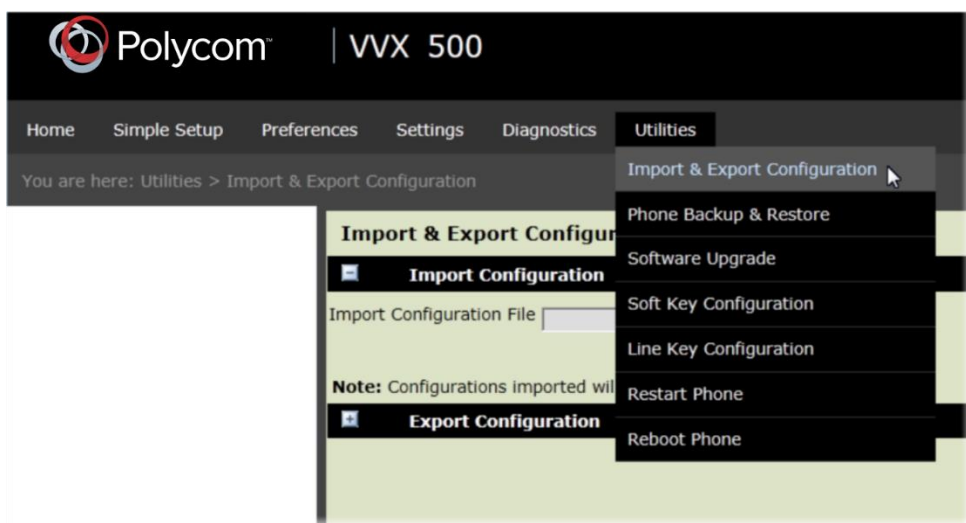 Polycom™ | VVX 500
Home Simple Setup Preferences Settings Diagnostics Utilities
You are here: Utilities > Import & Export Configuration
Import & Export Configuration
Phone Backup & Restore
Software Upgrade
Soft Key Configuration
Line Key Configuration
Restart Phone
Reboot Phone
Import & Export Configur
Import Configuration
Import Configuration File
Note: Configurations imported wil
Export Configuration